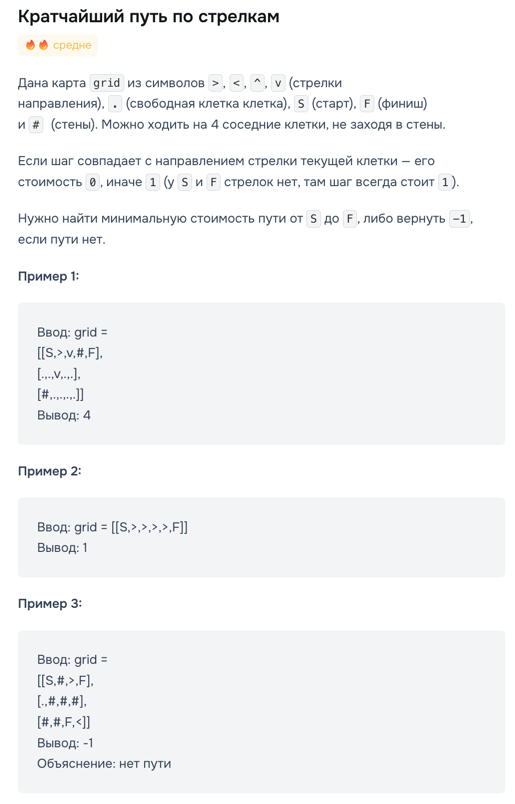 Кратчайший путь по стрелкам
🔥🔥 средне
Дана карта grid из символов >, <, ^, v (стрелки
направления), . (свободная клетка клетка), S (старт), F (финиш)
и # (стены). Можно ходить на 4 соседние клетки, не заходя в стены.
Если шаг совпадает с направлением стрелки текущей клетки — его
стоимость 0, иначе 1 (у S и F стрелок нет, там шаг всегда стоит 1).
Нужно найти минимальную стоимость пути от S до F, либо вернуть –1,
если пути нет.
Пример 1:
Ввод: grid =
[[S,>,v,#,F],
[.,.,v,.,.],
[#,.,.,.,.]]
Вывод: 4
Пример 2:
Ввод: grid = [[S,>,>,>,>,F]]
Вывод: 1
Пример 3:
Ввод: grid =
[[S,#,>,F],
[.,#,#,#],
[#,#,F,<]]
Вывод: -1
Объяснение: нет пути